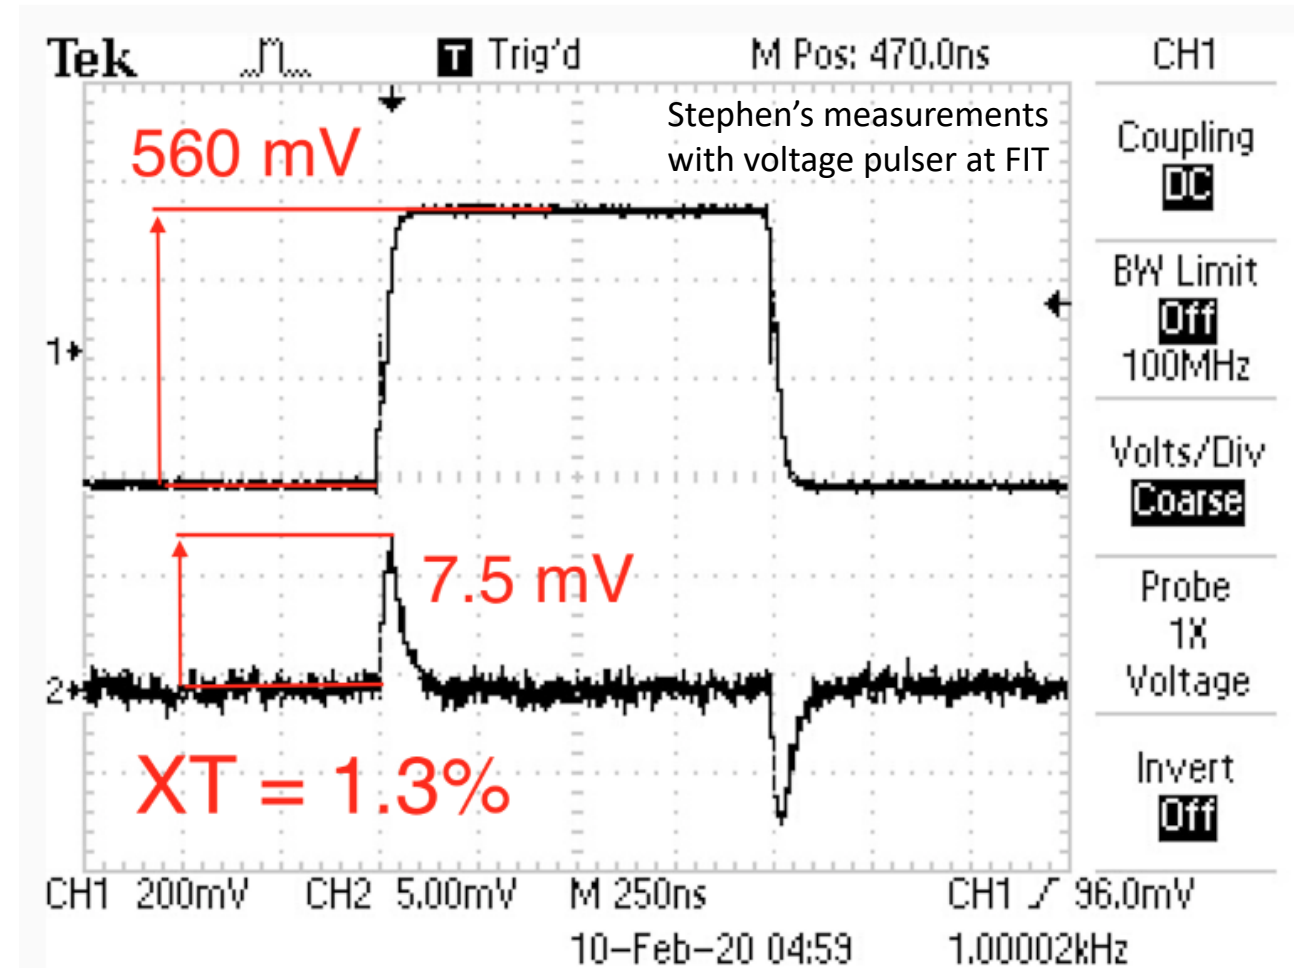 Tek T Trig'd M Pos: 470.0ns CH1
Stephen's measurements
with voltage pulser at FIT
560 mV
Coupling
DC
BW Limit
Off
100MHz
1
Volts/Div
Coarse
7.5 mV
Probe
1X
Voltage
2
XT = 1.3%
Invert
Off
CH1 200mV CH2 5.00mV M 250ns CH1 96.0mV
10-Feb-20 04:59 1.00002kHz